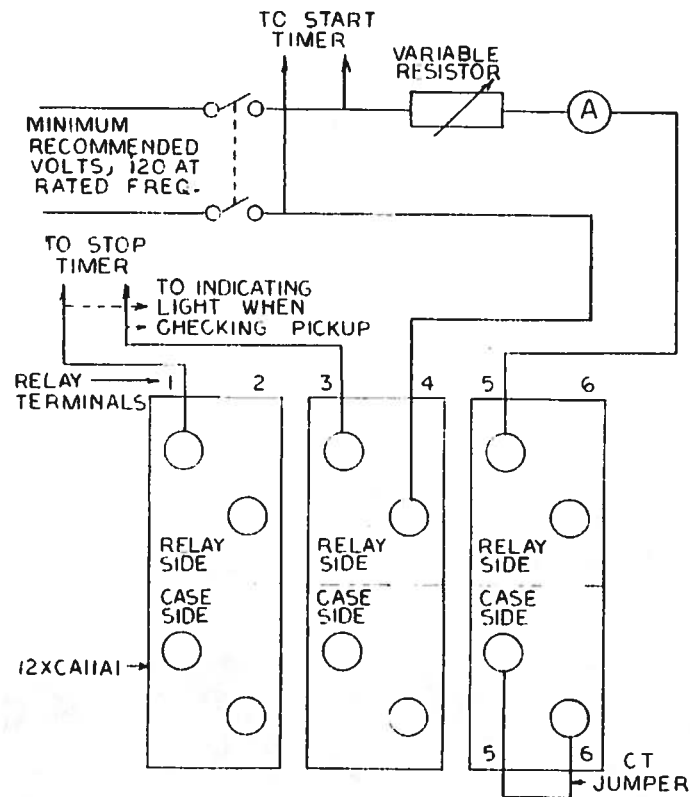 TO START
TIMER
VARIABLE
RESISTOR
A
MINIMUM
RECOMMENDED
VOLTS, 120 AT
RATED FREQ.
TO STOP
TIMER
TO INDICATING
LIGHT WHEN
CHECKING PICKUP
RELAY
TERMINALS
1 2 3 4 5 6
RELAY
SIDE
CASE
SIDE
RELAY
SIDE
CASE
SIDE
RELAY
SIDE
CASE
SIDE
12XCA11A1
5 6
CT
JUMPER